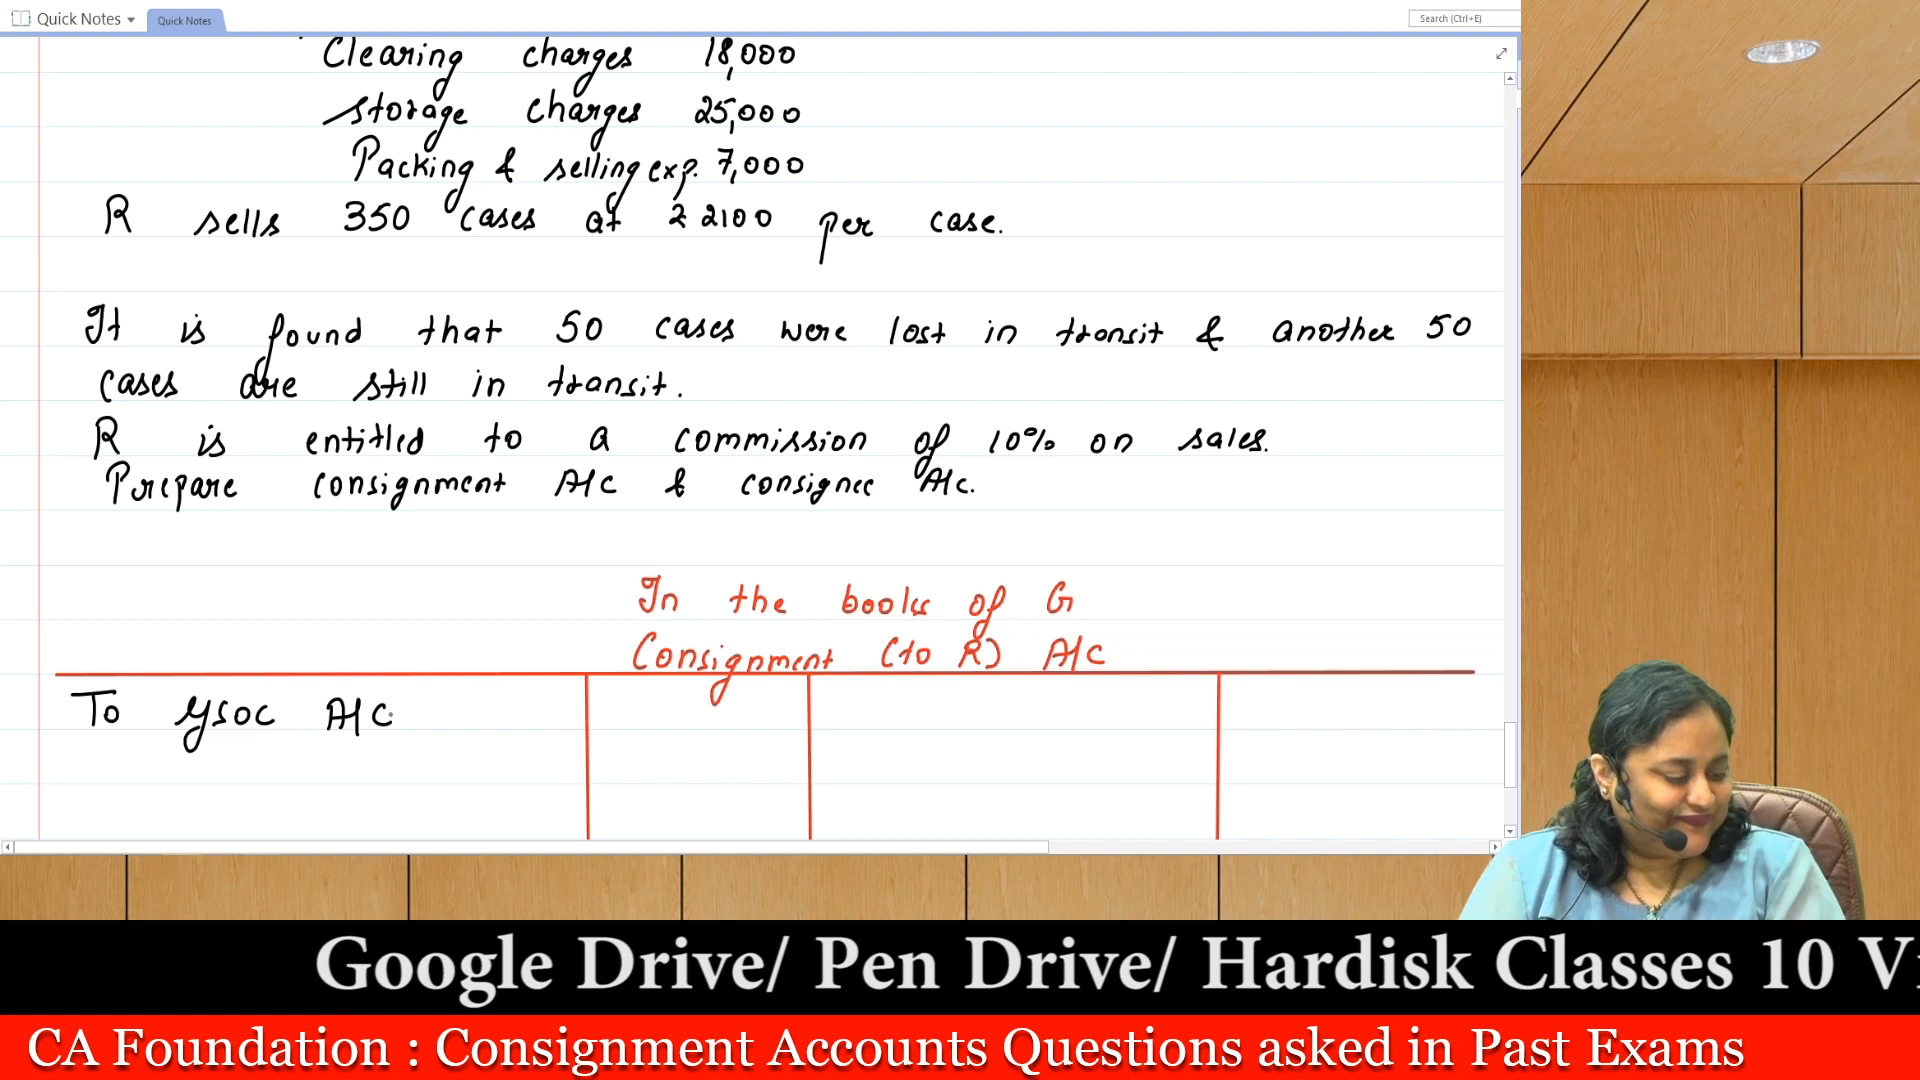 Quick Notes
Quick Notes
Search (Ctrl+E)
Clearing charges 18,000
storage charges 25,000
Packing & selling exp. 7,000
R sells 350 cases at ₹ 2100 per case.
It is found that 50 cases were lost in transit & another 50
cases are still in transit.
R is entitled to a commission of 10% on sales.
Prepare consignment A/c & consignee A/c.
In the books of G
Consignment (to R) A/c
To GSOC A/C
Google Drive/ Pen Drive/ Hardisk Classes 10 Vi
CA Foundation : Consignment Accounts Questions asked in Past Exams